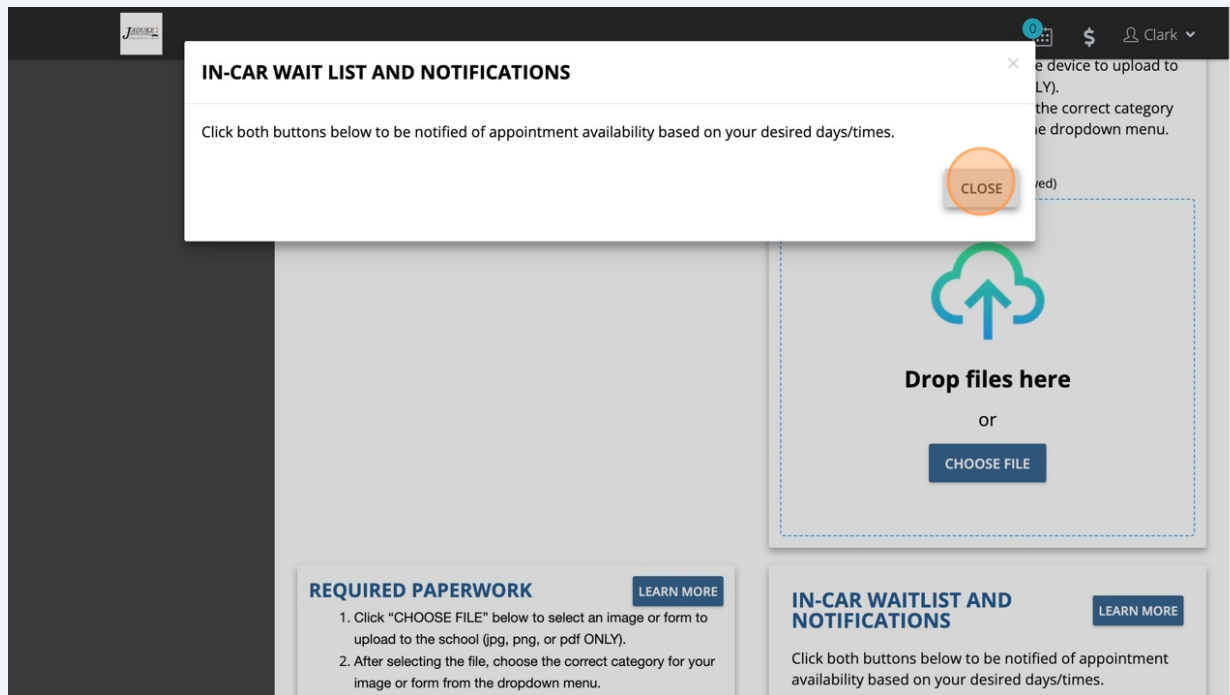 JADUKE
0
$
Clark
IN-CAR WAIT LIST AND NOTIFICATIONS
×
Click both buttons below to be notified of appointment availability based on your desired days/times.
CLOSE
e device to upload to
LY).
the correct category
e dropdown menu.
ved)
Drop files here
or
CHOOSE FILE
REQUIRED PAPERWORK
LEARN MORE
1. Click “CHOOSE FILE” below to select an image or form to
upload to the school (jpg, png, or pdf ONLY).
2. After selecting the file, choose the correct category for your
image or form from the dropdown menu.
IN-CAR WAITLIST AND
NOTIFICATIONS
LEARN MORE
Click both buttons below to be notified of appointment
availability based on your desired days/times.